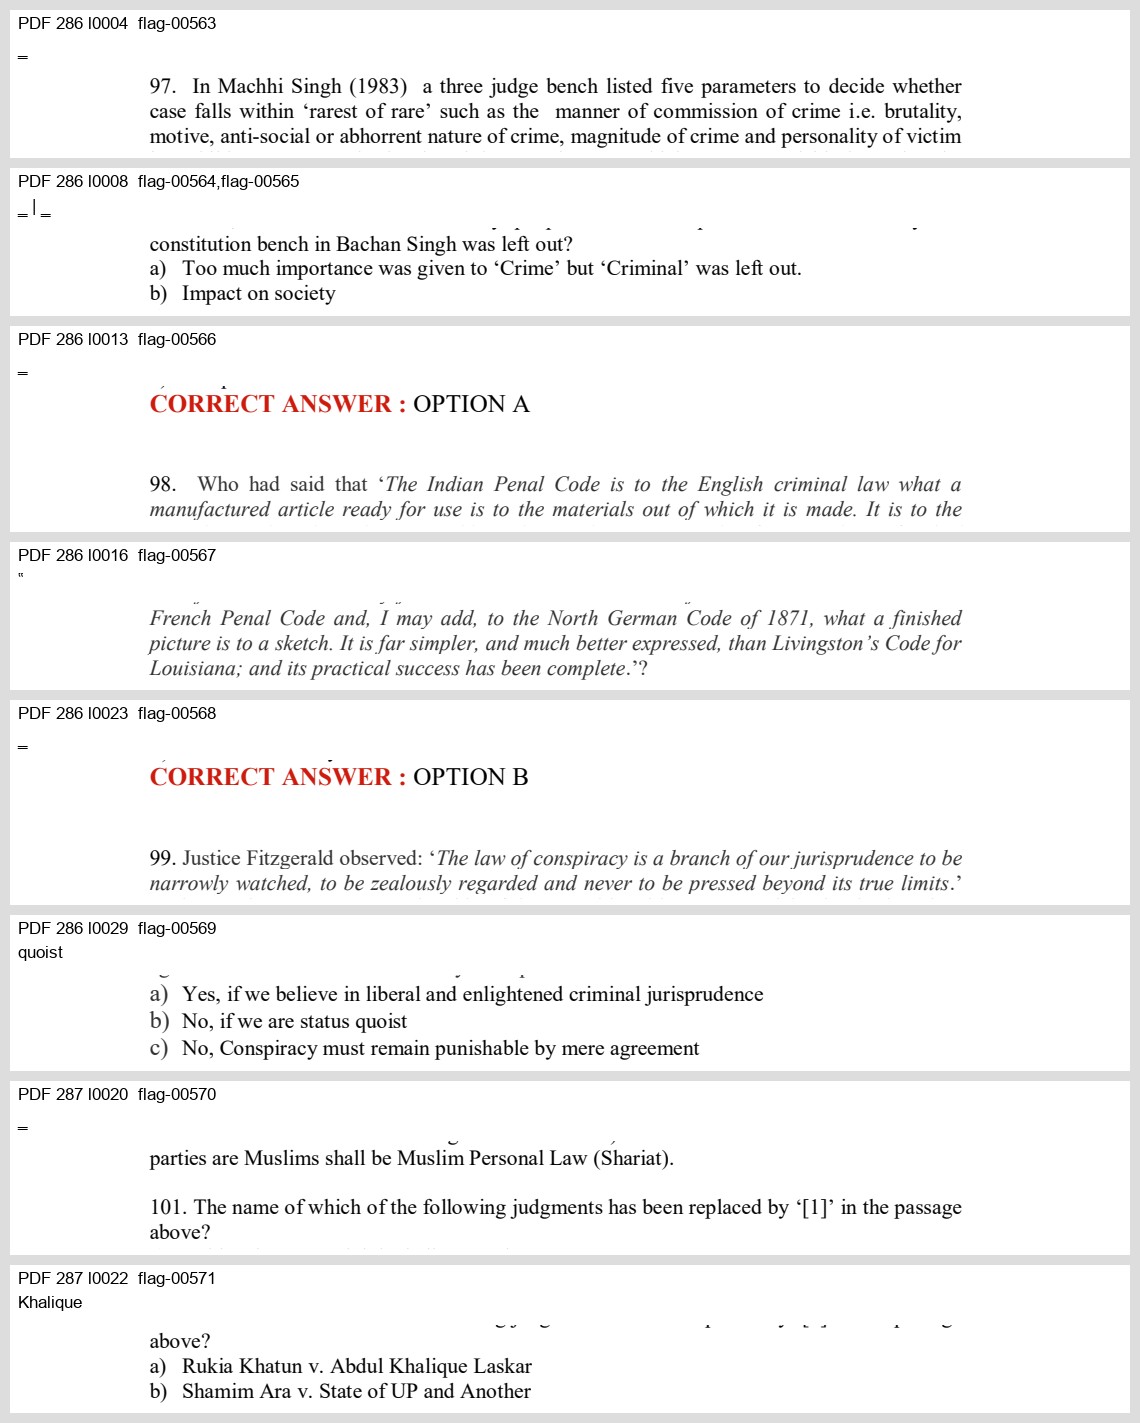 PDF 286 l0004 flag-00563
=
97. In Machhi Singh (1983) a three judge bench listed five parameters to decide whether
case falls within ‘rarest of rare’ such as the manner of commission of crime i.e. brutality,
motive, anti-social or abhorrent nature of crime, magnitude of crime and personality of victim
PDF 286 l0008 flag-00564,flag-00565
= | =
constitution bench in Bachan Singh was left out?
a) Too much importance was given to ‘Crime’ but ‘Criminal’ was left out.
b) Impact on society
PDF 286 l0013 flag-00566
=
CORRECT ANSWER : OPTION A
98. Who had said that ‘The Indian Penal Code is to the English criminal law what a
manufactured article ready for use is to the materials out of which it is made. It is to the
PDF 286 l0016 flag-00567
French Penal Code and, I may add, to the North German Code of 1871, what a finished
picture is to a sketch. It is far simpler, and much better expressed, than Livingston’s Code for
Louisiana; and its practical success has been complete.’?
PDF 286 l0023 flag-00568
=
CORRECT ANSWER : OPTION B
99. Justice Fitzgerald observed: ‘The law of conspiracy is a branch of our jurisprudence to be
narrowly watched, to be zealously regarded and never to be pressed beyond its true limits.’
PDF 286 l0029 flag-00569
quoist
a) Yes, if we believe in liberal and enlightened criminal jurisprudence
b) No, if we are status quoist
c) No, Conspiracy must remain punishable by mere agreement
PDF 287 l0020 flag-00570
=
parties are Muslims shall be Muslim Personal Law (Shariat).
101. The name of which of the following judgments has been replaced by ‘[1]’ in the passage
above?
PDF 287 l0022 flag-00571
Khalique
above?
a) Rukia Khatun v. Abdul Khalique Laskar
b) Shamim Ara v. State of UP and Another